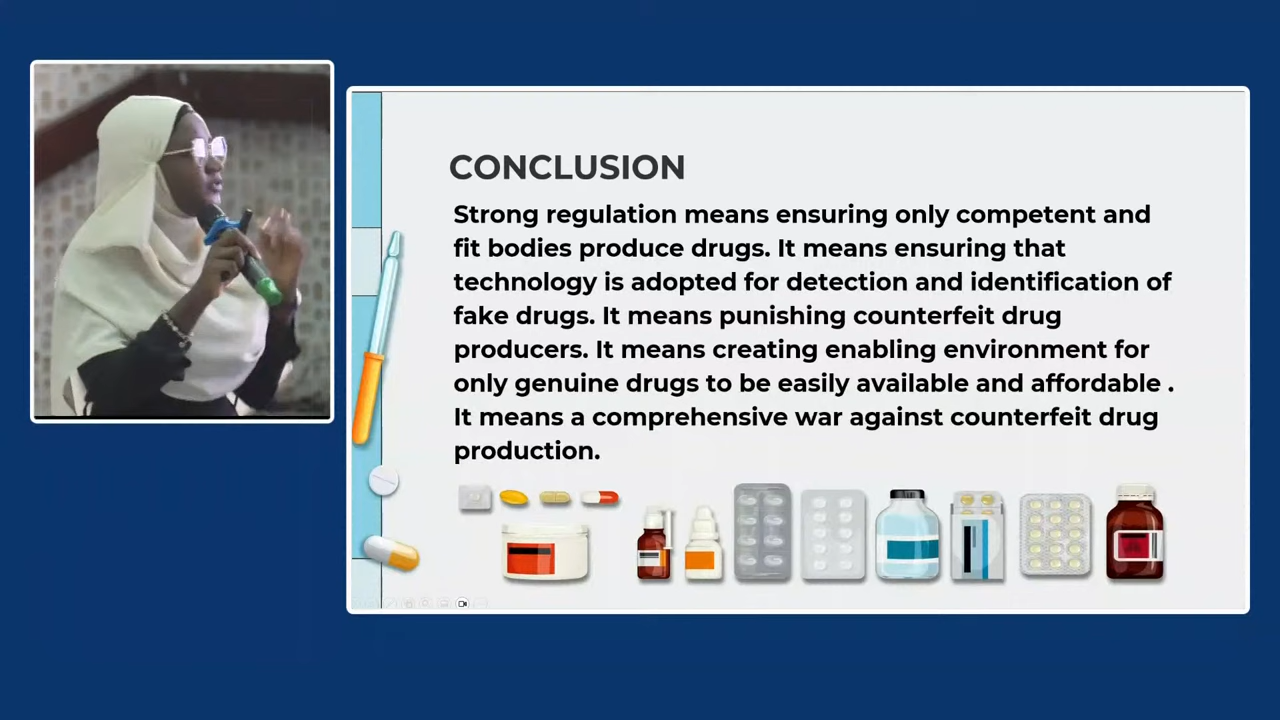 CONCLUSION
Strong regulation means ensuring only competent and
fit bodies produce drugs. It means ensuring that
technology is adopted for detection and identification of
fake drugs. It means punishing counterfeit drug
producers. It means creating enabling environment for
only genuine drugs to be easily available and affordable .
It means a comprehensive war against counterfeit drug
production.